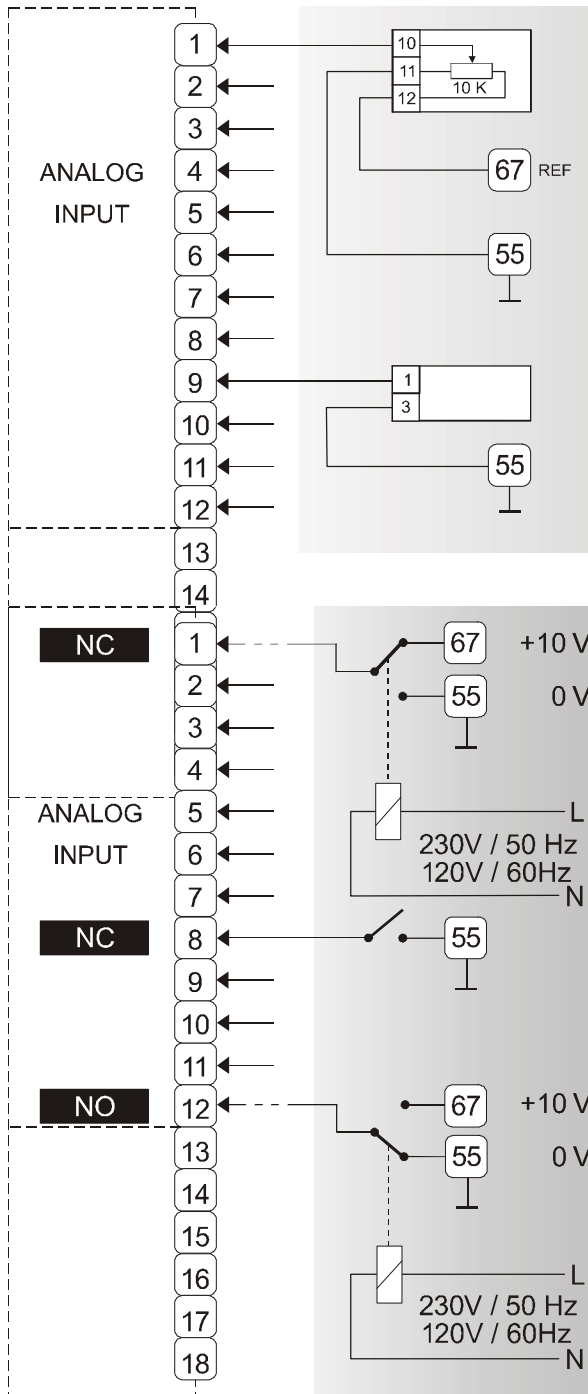 1 10
11
2 10 K
12
3
ANALOG 4 67 REF
INPUT 5
6 55
7
8
9 1
3
10
11 55
12
13
14
NC 1 67 +10 V
2 55 0 V
3
4
ANALOG 5 L
INPUT 6 230V / 50 Hz
120V / 60Hz
7 N
NC 8 55
9
10
11
NO 12 67 +10 V
13 55 0 V
14
15
16 L
17 230V / 50 Hz
120V / 60Hz
18 N